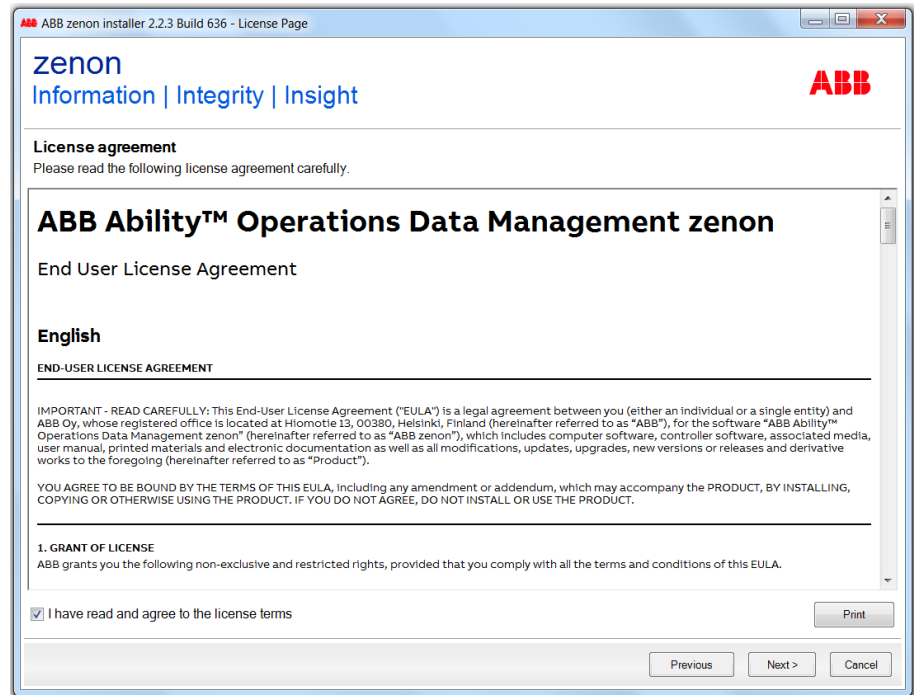 ABB ABB zenon installer 2.2.3 Build 636 - License Page
zenon
Information | Integrity | Insight
ABB
License agreement
Please read the following license agreement carefully.
ABB Ability™ Operations Data Management zenon
End User License Agreement
English
END-USER LICENSE AGREEMENT
IMPORTANT - READ CAREFULLY: This End-User License Agreement ("EULA") is a legal agreement between you (either an individual or a single entity) and
ABB Oy, whose registered office is located at Hiomotie 13, 00380, Helsinki, Finland (hereinafter referred to as "ABB"), for the software "ABB Ability™
Operations Data Management zenon" (hereinafter referred to as "ABB zenon"), which includes computer software, controller software, associated media,
user manual, printed materials and electronic documentation as well as all modifications, updates, upgrades, new versions or releases and derivative
works to the foregoing (hereinafter referred to as "Product").
YOU AGREE TO BE BOUND BY THE TERMS OF THIS EULA, including any amendment or addendum, which may accompany the PRODUCT, BY INSTALLING,
COPYING OR OTHERWISE USING THE PRODUCT. IF YOU DO NOT AGREE, DO NOT INSTALL OR USE THE PRODUCT.
1. GRANT OF LICENSE
ABB grants you the following non-exclusive and restricted rights, provided that you comply with all the terms and conditions of this EULA.
I have read and agree to the license terms
Print
Previous
Next >
Cancel